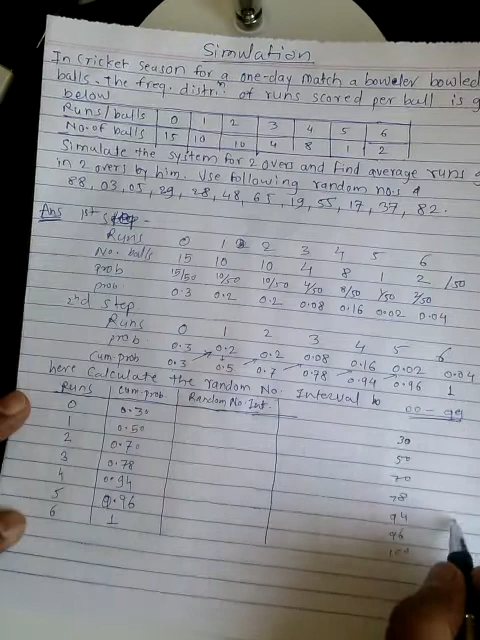 Simulation
In Cricket season for a one-day match a bowler bowled
balls. The freq. distriⁿ of runs scored per ball is
below
Runs/balls 0 1 2 3 4 5 6
No. of balls 15 10 10 4 8 1 2
Simulate the system for 2 overs and find average runs
in 2 overs by him. Use following random no.s
88, 03, 05, 29, 28, 48, 65, 19, 55, 17, 37, 82.
Ans 1st
Runs 0 1 2 3 4 5 6
No. balls 15 10 10 4 8 1 2 /50
prob 15/50 10/50 10/50 4/50 8/50 1/50 2/50
prob. 0.3 0.2 0.2 0.08 0.16 0.02 0.04
2nd step
Runs 0 1 2 3 4 5 6
prob. 0.3 0.2 0.2 0.08 0.16 0.02 0.04
Cum.prob 0.3 0.5 0.7 0.78 0.94 0.96 1
here Calculate the random No. Interval to 00-99
Runs Cum.prob Random No. Int.
0 0.30 30
1 0.50 50
2 0.70 70
3 0.78 78
4 0.94 94
5 0.96 96
6 1 100